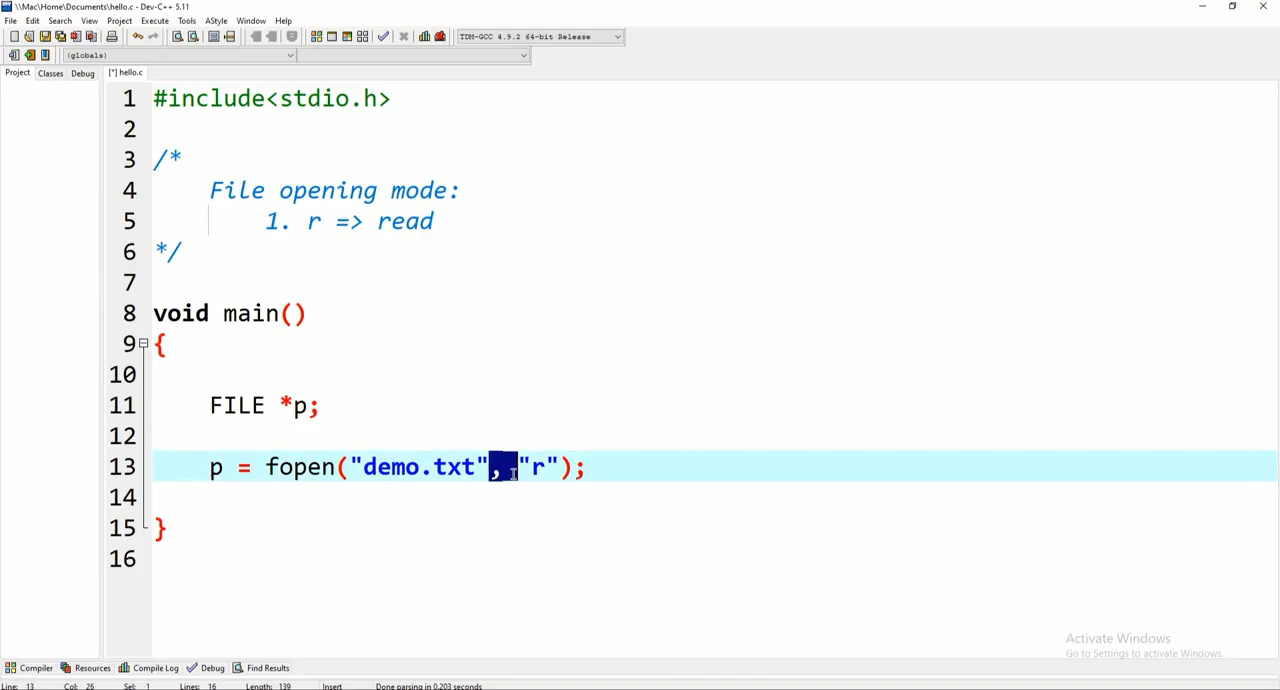 \\Mac\Home\Documents\hello.c - Dev-C++ 5.11
File Edit Search View Project Execute Tools AStyle Window Help
TDM-GCC 4.9.2 64-bit Release
(globals)
Project Classes Debug [*] hello.c
1 #include<stdio.h>
2
3 /*
4 File opening mode:
5 1. r => read
6 */
7
8 void main()
9 {
10
11 FILE *p;
12
13 p = fopen("demo.txt", "r");
14
15 }
16
Activate Windows
Go to Settings to activate Windows.
Compiler Resources Compile Log Debug Find Results
Line: 13 Col: 26 Sel: 1 Lines: 16 Length: 139 Insert Done parsing in 0.203 seconds